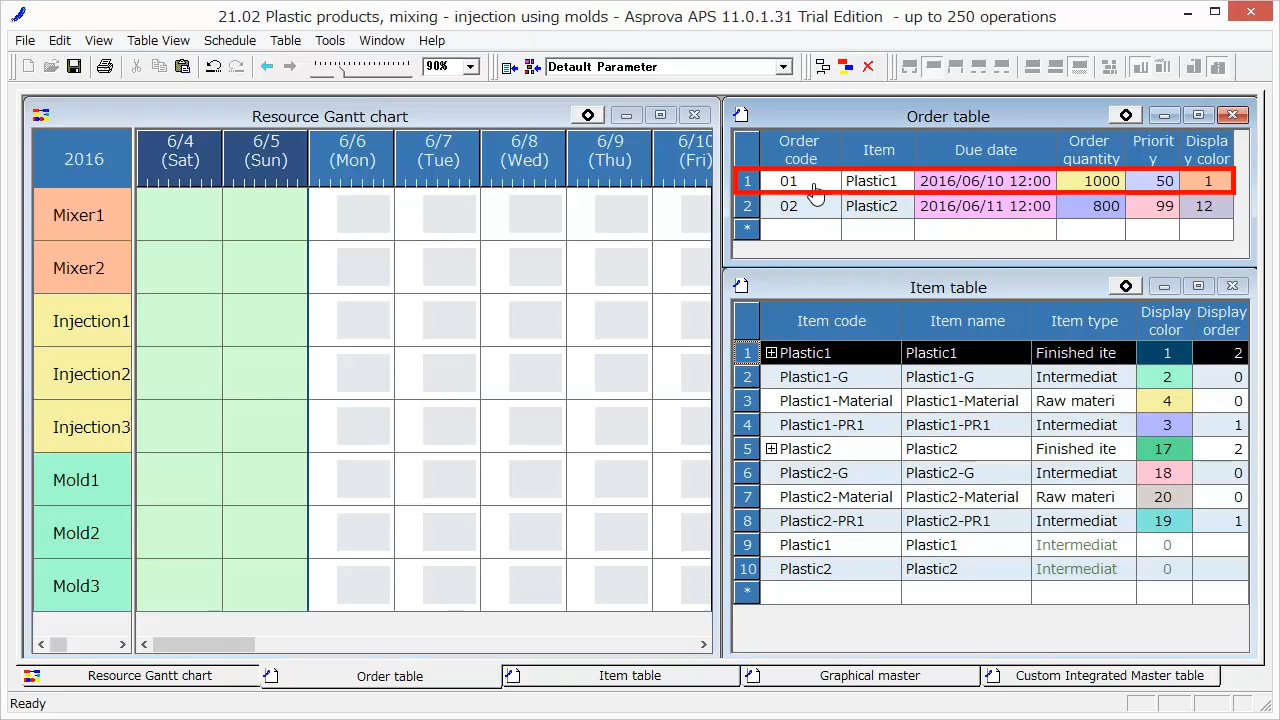 21.02 Plastic products, mixing - injection using molds - Asprova APS 11.0.1.31 Trial Edition - up to 250 operations
File Edit View Table View Schedule Table Tools Window Help
90% Default Parameter
Resource Gantt chart
2016 6/4 6/5 6/6 6/7 6/8 6/9 6/10
(Sat) (Sun) (Mon) (Tue) (Wed) (Thu) (Fri)
Mixer1
Mixer2
Injection1
Injection2
Injection3
Mold1
Mold2
Mold3
Order table
Order code Item Due date Order quantity Priorit y Displa y color
1 01 Plastic1 2016/06/10 12:00 1000 50 1
2 02 Plastic2 2016/06/11 12:00 800 99 12
*
Item table
Item code Item name Item type Display color Display order
1 Plastic1 Plastic1 Finished ite 1 2
2 Plastic1-G Plastic1-G Intermediat 2 0
3 Plastic1-Material Plastic1-Material Raw materi 4 0
4 Plastic1-PR1 Plastic1-PR1 Intermediat 3 1
5 Plastic2 Plastic2 Finished ite 17 2
6 Plastic2-G Plastic2-G Intermediat 18 0
7 Plastic2-Material Plastic2-Material Raw materi 20 0
8 Plastic2-PR1 Plastic2-PR1 Intermediat 19 1
9 Plastic1 Plastic1 Intermediat 0
10 Plastic2 Plastic2 Intermediat 0
*
Resource Gantt chart Order table Item table Graphical master Custom Integrated Master table
Ready